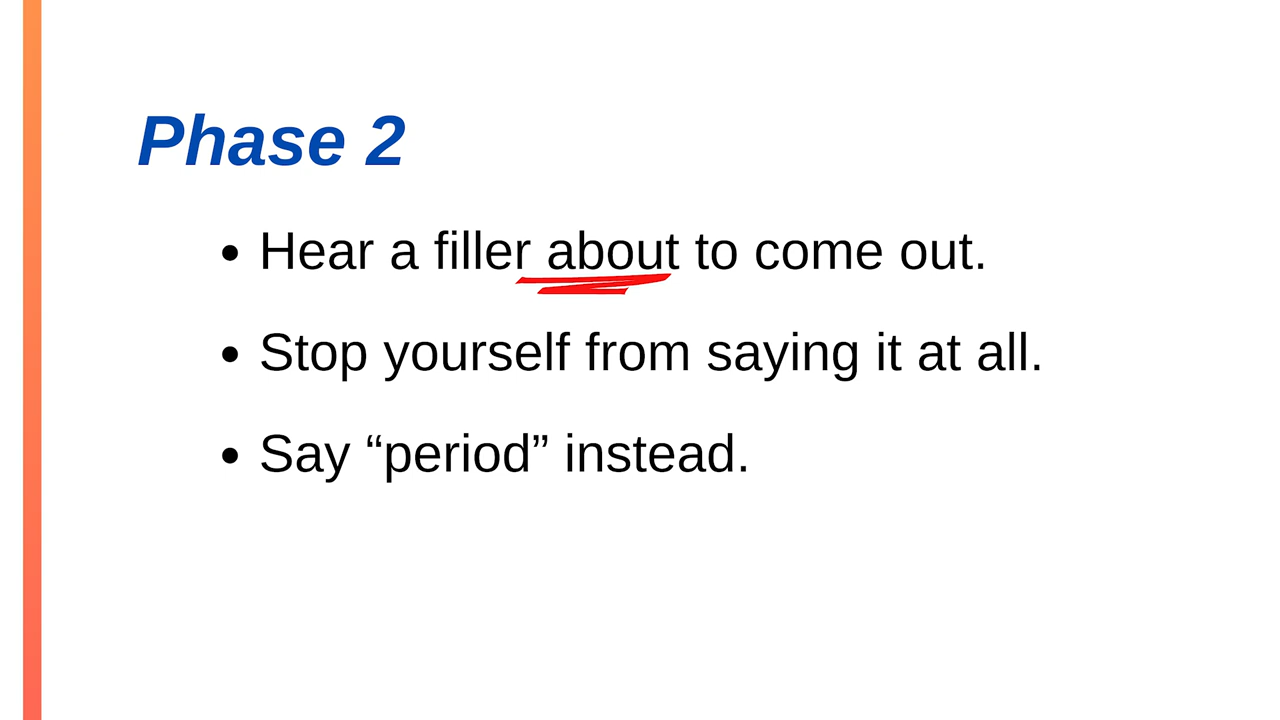 Phase 2
• Hear a filler about to come out.
• Stop yourself from saying it at all.
• Say “period” instead.